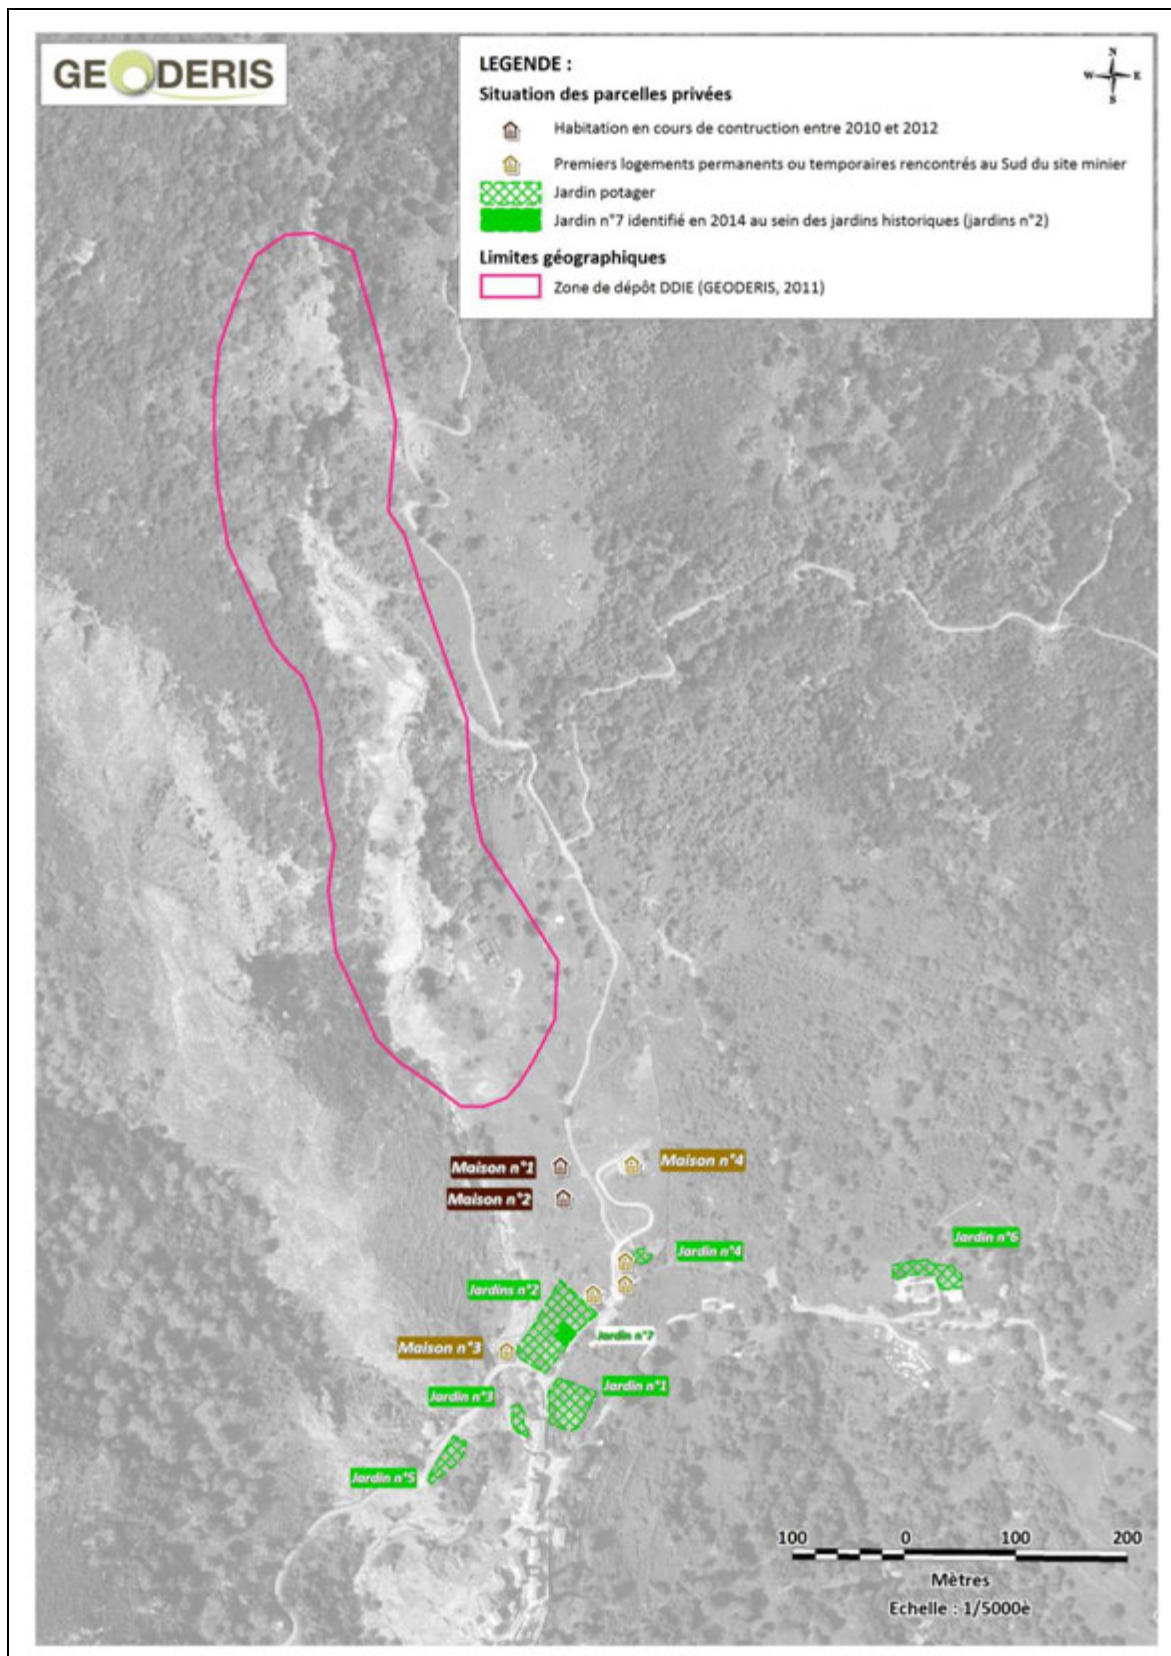 GEODERIS
LEGENDE :
Situation des parcelles privées
Habitation en cours de contruction entre 2010 et 2012
Premiers logements permanents ou temporaires rencontrés au Sud du site minier
Jardin potager
Jardin n°7 identifié en 2014 au sein des jardins historiques (jardins n°2)
Limites géographiques
Zone de dépôt DDIE (GEODERIS, 2011)
N
W E
S
Maison n°1
Maison n°4
Maison n°2
Jardin n°6
Jardin n°4
Jardins n°2
Jardin n°7
Maison n°3
Jardin n°1
Jardin n°3
Jardin n°5
100 0 100 200
Mètres
Echelle : 1/5000è